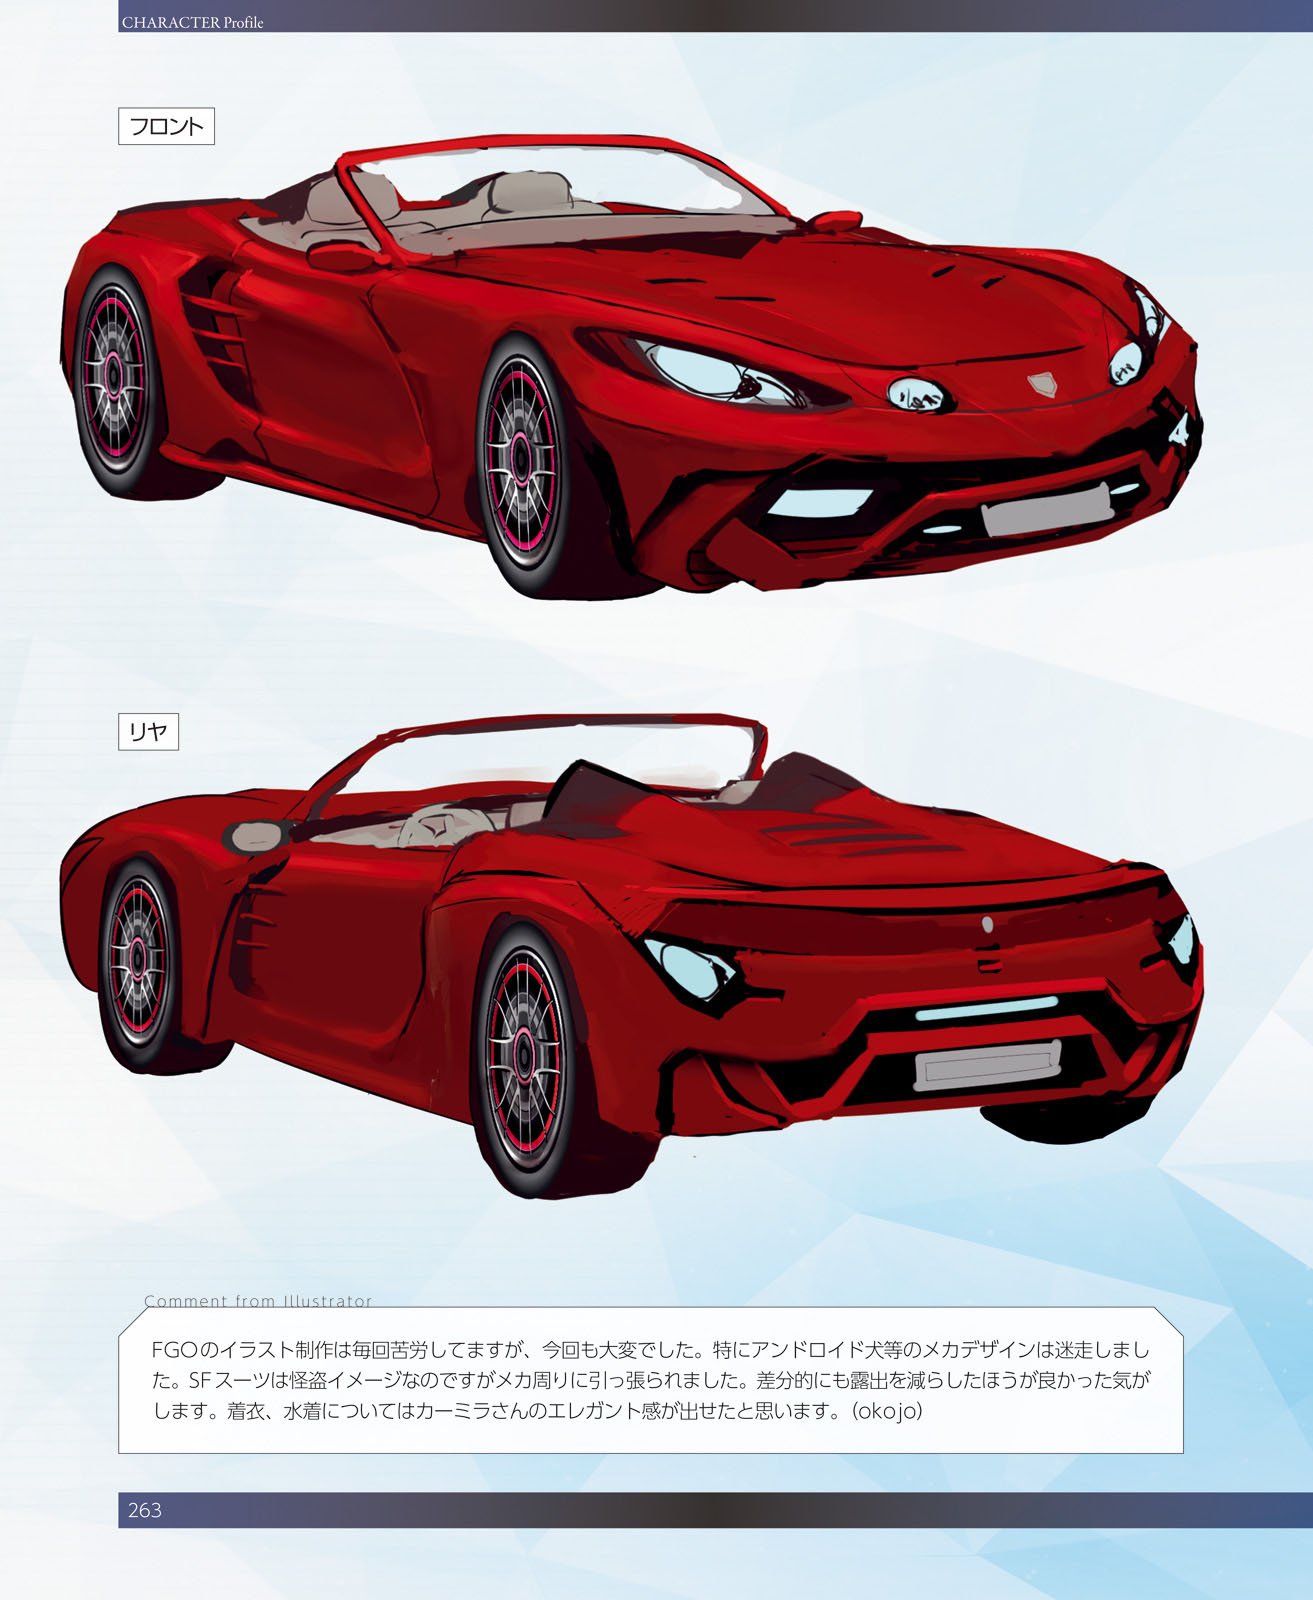 CHARACTER Profile
フロント
リヤ
Comment from Illustrator
FGOのイラスト制作は毎回苦労してますが、今回も大変でした。特にアンドロイド犬等のメカデザインは迷走しまし
た。SFスーツは怪盗イメージなのですがメカ周りに引っ張られました。差分的にも露出を減らしたほうが良かった気が
します。着衣、水着についてはカーミラさんのエレガント感が出せたと思います。（okojo）
263